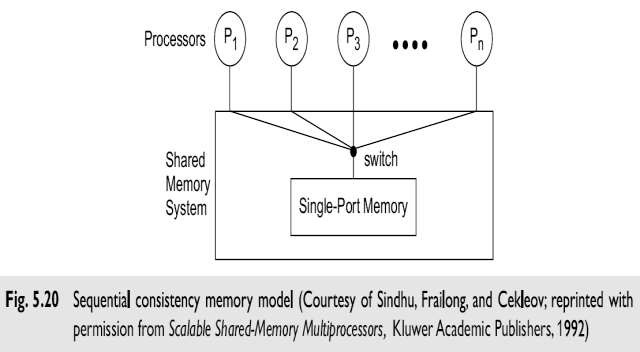 Processors P1 P2 P3 •••• Pn
Shared
Memory
System
switch
Single-Port Memory
Fig. 5.20 Sequential consistency memory model (Courtesy of Sindhu, Frailong, and Cekleov; reprinted with
permission from Scalable Shared-Memory Multiprocessors, Kluwer Academic Publishers, 1992)